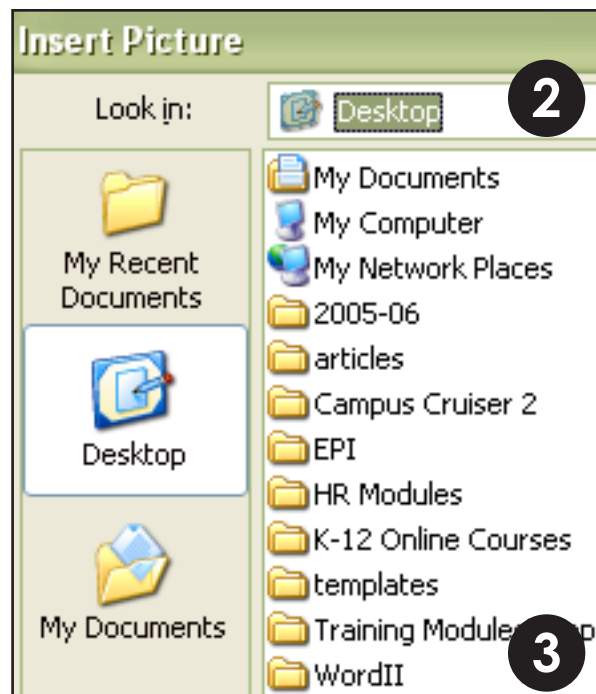 Insert Picture
Look in:
Desktop
2
My Recent
Documents
Desktop
My Documents
My Documents
My Computer
My Network Places
2005-06
articles
Campus Cruiser 2
EPI
HR Modules
K-12 Online Courses
templates
Training Module
3
WordII